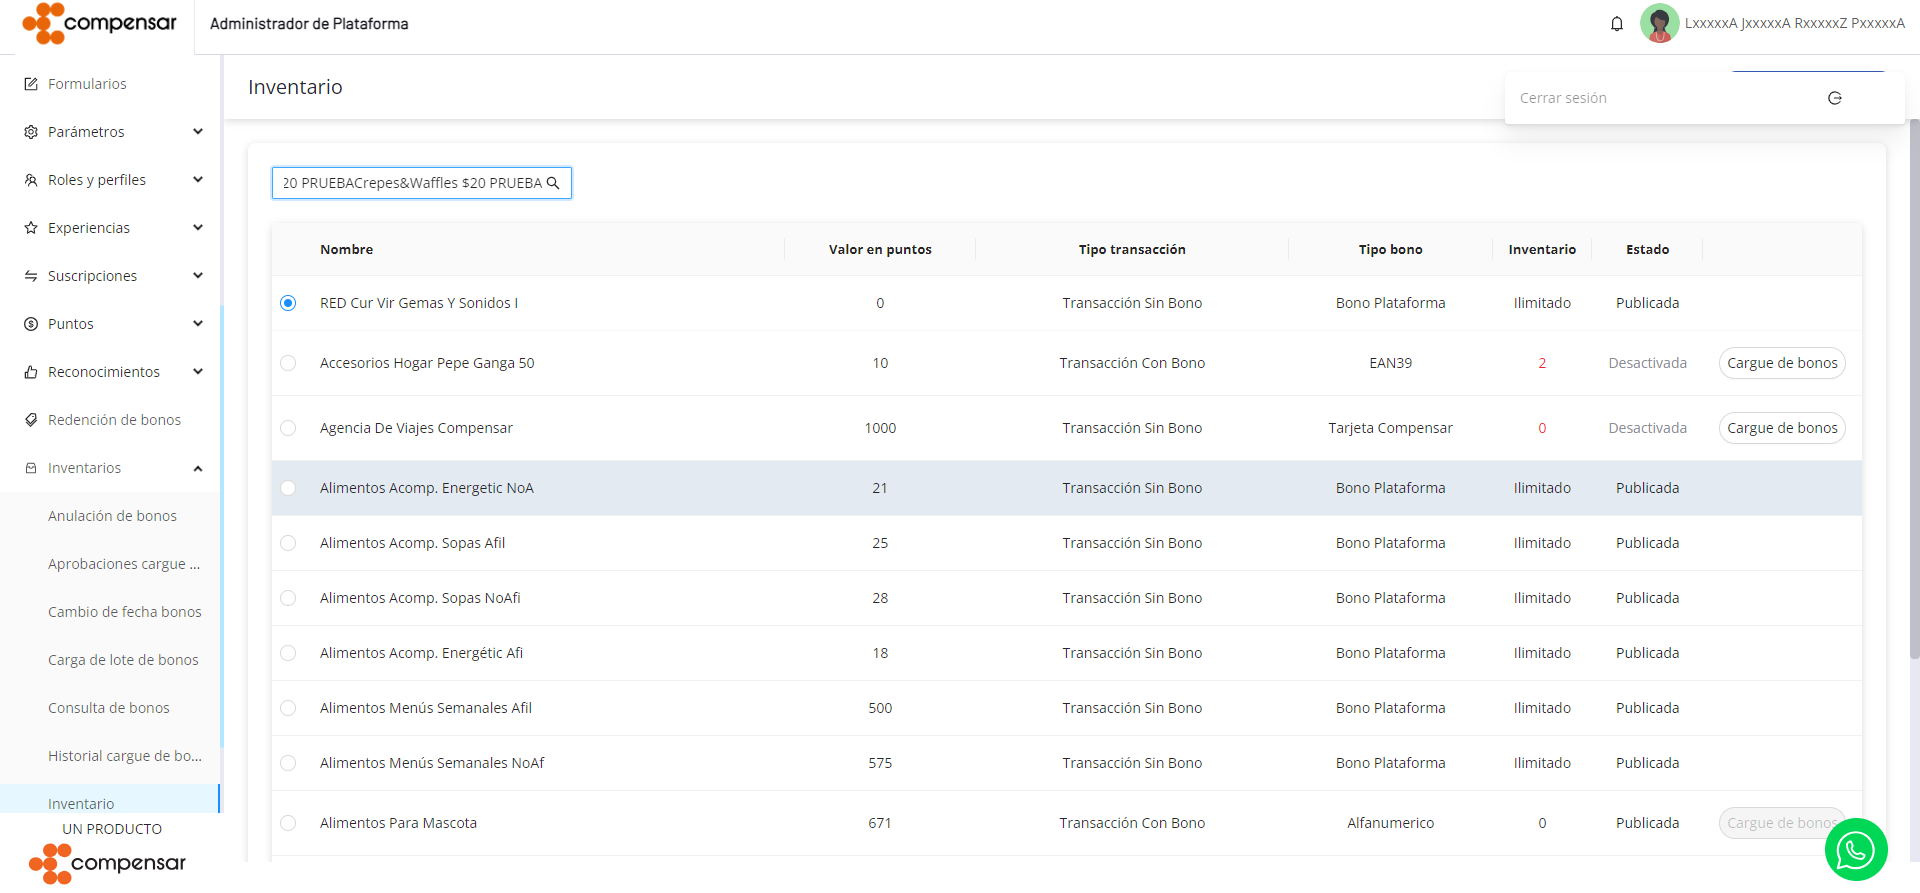 compensar
Administrador de Plataforma
LxxxxxA JxxxxxA RxxxxxZ PxxxxxA
Formularios
Parámetros
Roles y perfiles
Experiencias
Suscripciones
Puntos
Reconocimientos
Redención de bonos
Inventarios
Anulación de bonos
Aprobaciones cargue ...
Cambio de fecha bonos
Carga de lote de bonos
Consulta de bonos
Historial cargue de bo...
Inventario
UN PRODUCTO
compensar
Inventario
Cerrar sesión
20 PRUEBACrepes&Waffles $20 PRUEBA
Nombre Valor en puntos Tipo transacción Tipo bono Inventario Estado
RED Cur Vir Gemas Y Sonidos I 0 Transacción Sin Bono Bono Plataforma Ilimitado Publicada
Accesorios Hogar Pepe Ganga 50 10 Transacción Con Bono EAN39 2 Desactivada Cargue de bonos
Agencia De Viajes Compensar 1000 Transacción Sin Bono Tarjeta Compensar 0 Desactivada Cargue de bonos
Alimentos Acomp. Energetic NoA 21 Transacción Sin Bono Bono Plataforma Ilimitado Publicada
Alimentos Acomp. Sopas Afil 25 Transacción Sin Bono Bono Plataforma Ilimitado Publicada
Alimentos Acomp. Sopas NoAfi 28 Transacción Sin Bono Bono Plataforma Ilimitado Publicada
Alimentos Acomp. Energétic Afi 18 Transacción Sin Bono Bono Plataforma Ilimitado Publicada
Alimentos Menús Semanales Afil 500 Transacción Sin Bono Bono Plataforma Ilimitado Publicada
Alimentos Menús Semanales NoAf 575 Transacción Sin Bono Bono Plataforma Ilimitado Publicada
Alimentos Para Mascota 671 Transacción Con Bono Alfanumerico 0 Publicada Cargue de bonos